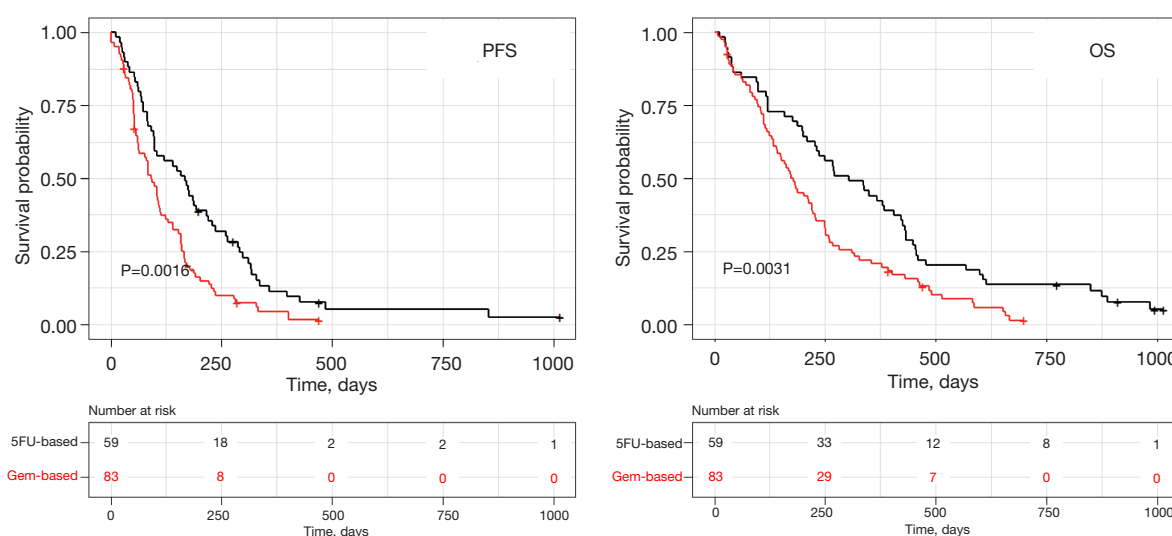 PFS
1.00
0.75
0.50
0.25
0.00
Survival probability
P=0.0016
0 250 500 750 1000
Time, days
Number at risk
5FU-based 59 18 2 2 1
Gem-based 83 8 0 0 0
0 250 500 750 1000
Time, days
OS
1.00
0.75
0.50
0.25
0.00
Survival probability
P=0.0031
0 250 500 750 1000
Time, days
Number at risk
5FU-based 59 33 12 8 1
Gem-based 83 29 7 0 0
0 250 500 750 1000
Time, days